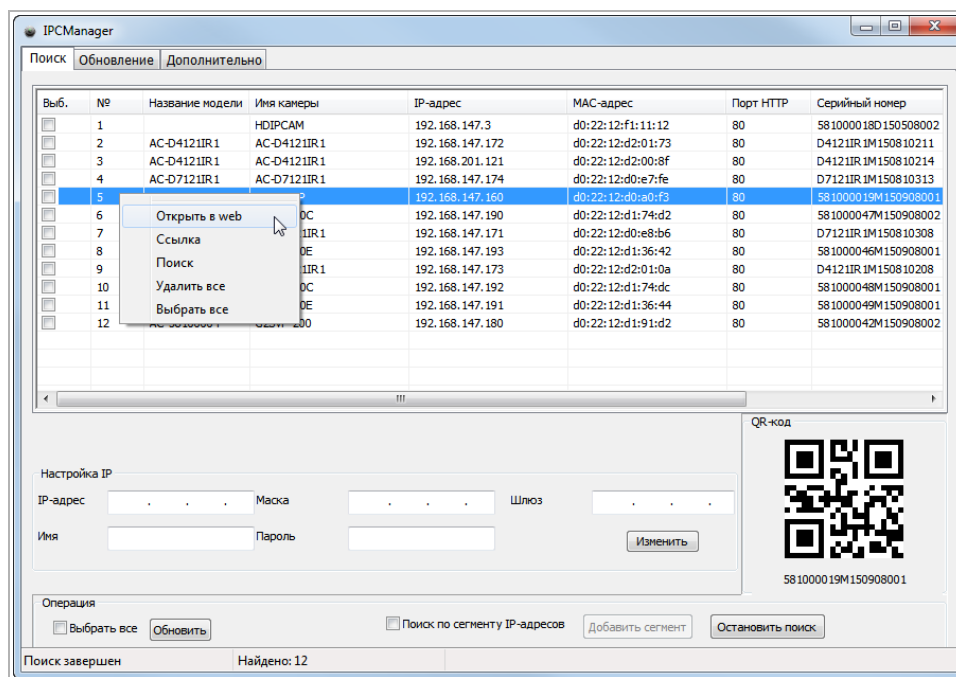 IPCManager
Поиск Обновление Дополнительно
Выб. № Название модели Имя камеры IP-адрес MAC-адрес Порт HTTP Серийный номер
1 HDIPCAM 192.168.147.3 d0:22:12:f1:11:12 80 581000018D150508002
2 AC-D4121IR1 AC-D4121IR1 192.168.147.172 d0:22:12:d2:01:73 80 D4121IR1M150810211
3 AC-D4121IR1 AC-D4121IR1 192.168.201.121 d0:22:12:d2:00:8f 80 D4121IR1M150810214
4 AC-D7121IR1 AC-D7121IR1 192.168.147.174 d0:22:12:d0:e7:fe 80 D7121IR1M150810313
5 192.168.147.160 d0:22:12:d0:a0:f3 80 581000019M150908001
6 0C 192.168.147.190 d0:22:12:d1:74:d2 80 581000047M150908002
7 1IR1 192.168.147.171 d0:22:12:d0:e8:b6 80 D7121IR1M150810308
8 0E 192.168.147.193 d0:22:12:d1:36:42 80 581000046M150908001
9 1IR1 192.168.147.173 d0:22:12:d2:01:0a 80 D4121IR1M150810208
10 0C 192.168.147.192 d0:22:12:d1:74:dc 80 581000048M150908001
11 0E 192.168.147.191 d0:22:12:d1:36:44 80 581000049M150908001
12 192.168.147.180 d0:22:12:d1:91:d2 80 581000042M150908002
Открыть в web
Ссылка
Поиск
Удалить все
Выбрать все
QR-код
581000019M150908001
Настройка IP
IP-адрес . . . Маска . . . Шлюз . . .
Имя Пароль Изменить
Операция
Выбрать все Обновить Поиск по сегменту IP-адресов Добавить сегмент Остановить поиск
Поиск завершен Найдено: 12